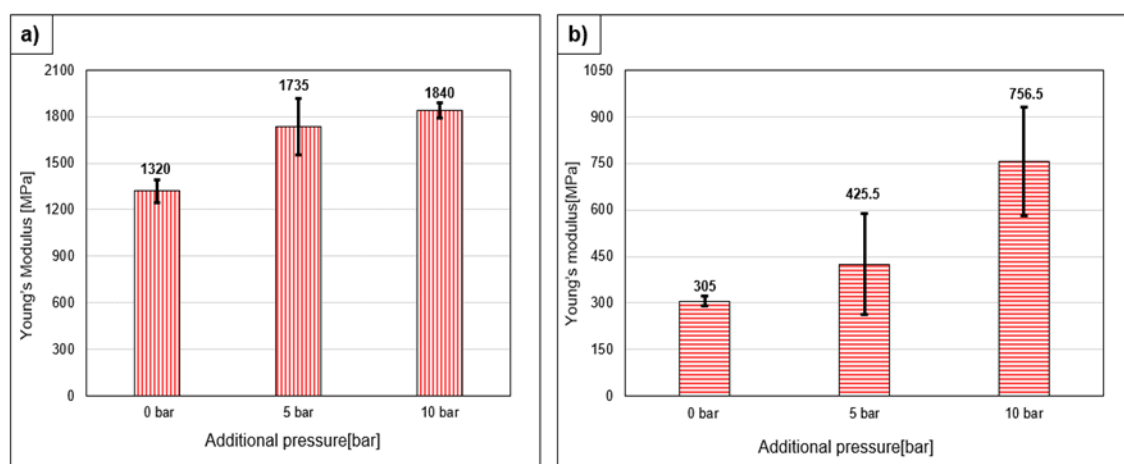 a)
Young's Modulus [MPa]
2100
1800
1500
1200
900
600
300
0
1320
1735
1840
0 bar
5 bar
10 bar
Additional pressure[bar]
b)
Young's modulus[MPa]
1050
900
750
600
450
300
150
0
305
425.5
756.5
0 bar
5 bar
10 bar
Additional pressure[bar]